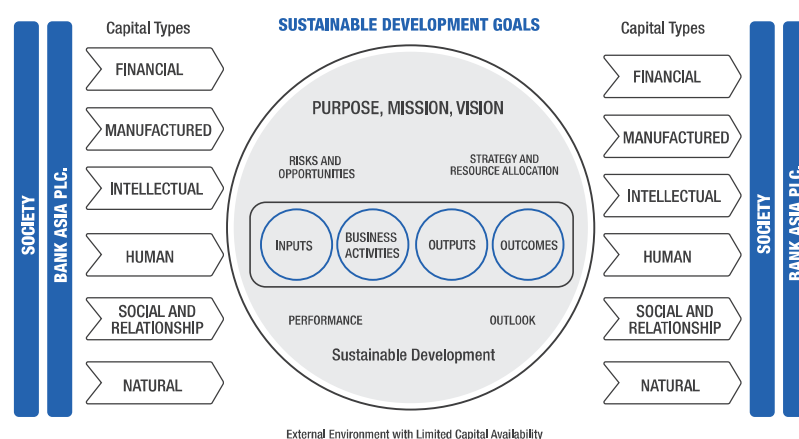 SOCIETY
BANK ASIA PLC.
Capital Types
FINANCIAL
MANUFACTURED
INTELLECTUAL
HUMAN
SOCIAL AND
RELATIONSHIP
NATURAL
SUSTAINABLE DEVELOPMENT GOALS
PURPOSE, MISSION, VISION
RISKS AND
OPPORTUNITIES
STRATEGY AND
RESOURCE ALLOCATION
INPUTS
BUSINESS
ACTIVITIES
OUTPUTS
OUTCOMES
PERFORMANCE
OUTLOOK
Sustainable Development
External Environment with Limited Capital Availability
Capital Types
FINANCIAL
MANUFACTURED
INTELLECTUAL
HUMAN
SOCIAL AND
RELATIONSHIP
NATURAL
SOCIETY
BANK ASIA PLC.